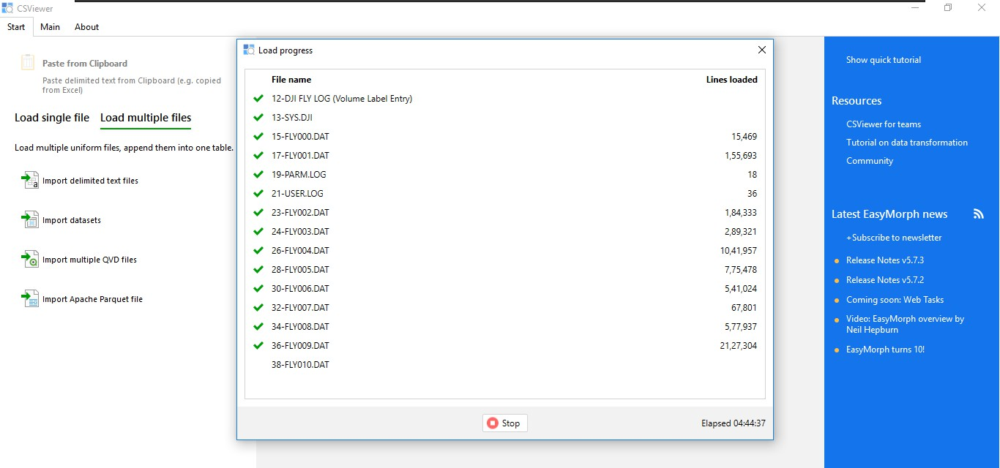 CSViewer
Start Main About
Paste from Clipboard
Paste delimited text from Clipboard (e.g. copied
from Excel)
Load single file Load multiple files
Load multiple uniform files, append them into one table.
Import delimited text files
Import datasets
Import multiple QVD files
Import Apache Parquet file
Load progress
File name Lines loaded
12-DJI FLY LOG (Volume Label Entry)
13-SYS.DJI
15-FLY000.DAT 15,469
17-FLY001.DAT 1,55,693
19-PARM.LOG 18
21-USER.LOG 36
23-FLY002.DAT 1,84,333
24-FLY003.DAT 2,89,321
26-FLY004.DAT 10,41,957
28-FLY005.DAT 7,75,478
30-FLY006.DAT 5,41,024
32-FLY007.DAT 67,801
34-FLY008.DAT 5,77,937
36-FLY009.DAT 21,27,304
38-FLY010.DAT
Stop
Elapsed 04:44:37
Show quick tutorial
Resources
CSViewer for teams
Tutorial on data transformation
Community
Latest EasyMorph news
+Subscribe to newsletter
Release Notes v5.7.3
Release Notes v5.7.2
Coming soon: Web Tasks
Video: EasyMorph overview by
Neil Hepburn
EasyMorph turns 10!